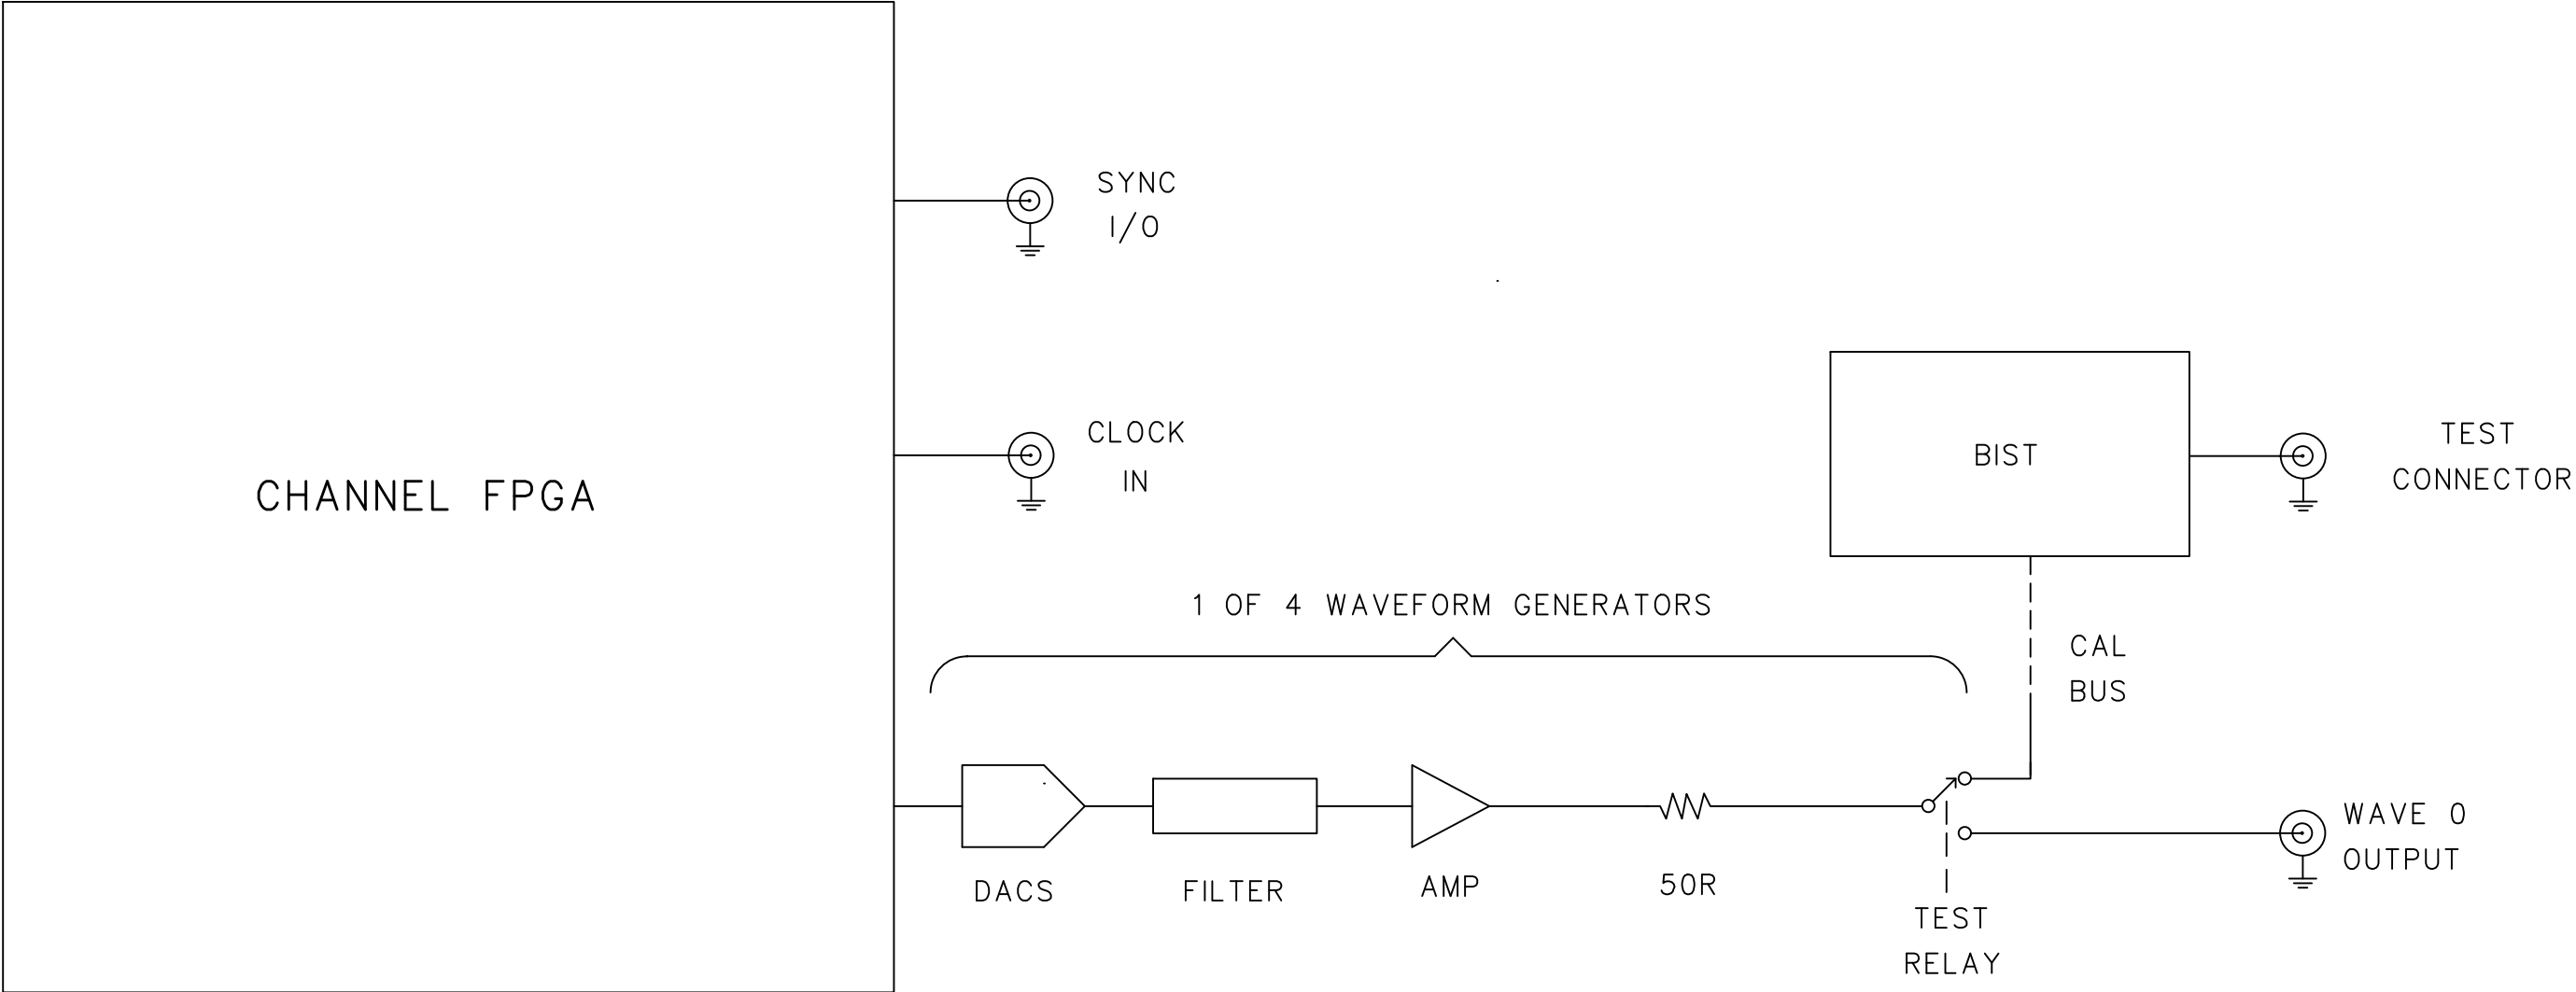 SYNC
I/O
CLOCK
IN
CHANNEL FPGA
BIST
TEST
CONNECTOR
1 OF 4 WAVEFORM GENERATORS
CAL
BUS
WAVE 0
OUTPUT
DACS
FILTER
AMP
50R
TEST
RELAY